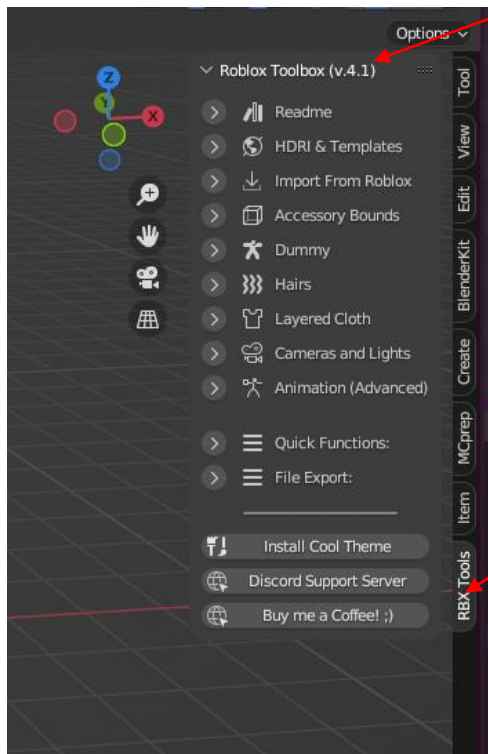 Options
Roblox Toolbox (v.4.1)
Tool
Readme
HDRI & Templates
View
Import From Roblox
Edit
Accessory Bounds
Dummy
BlenderKit
Hairs
Layered Cloth
Create
Cameras and Lights
Animation (Advanced)
MCprep
Quick Functions:
File Export:
Item
Install Cool Theme
Discord Support Server
RBX Tools
Buy me a Coffee! ;)
Z
Y
X